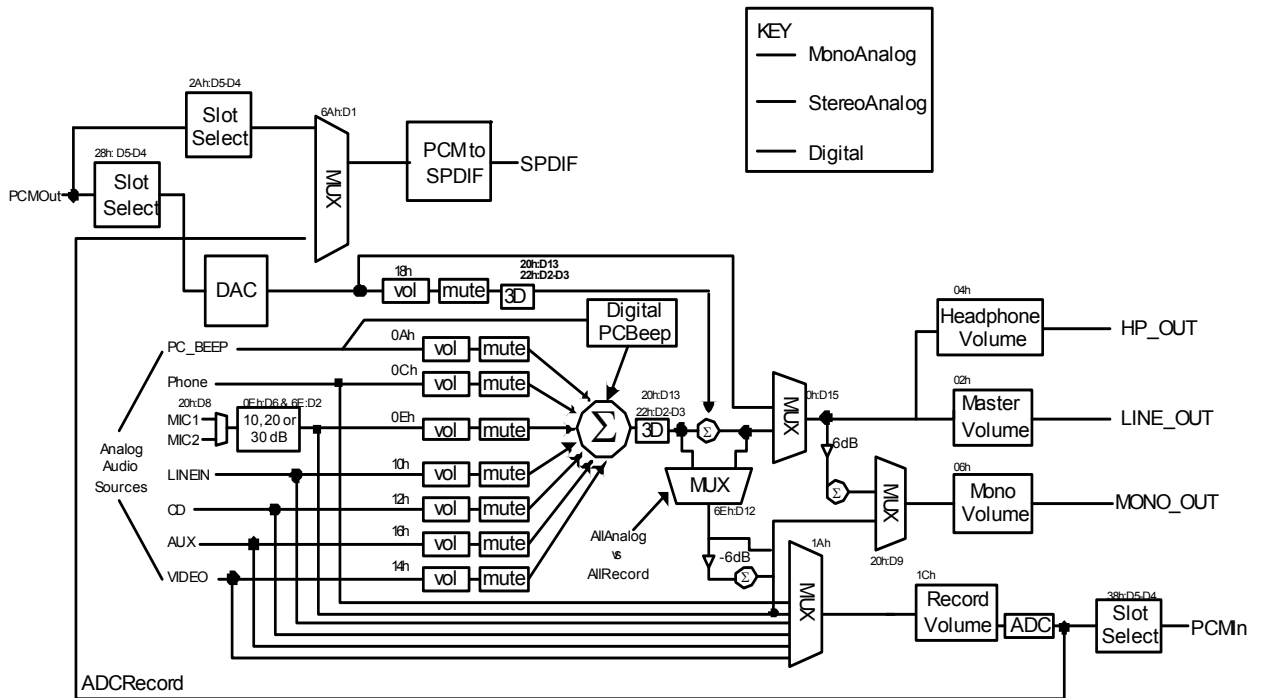 KEY
MonoAnalog
StereoAnalog
Digital
2Ah:D5-D4
Slot
Select
6Ah:D1
MUX
PCM to
SPDIF
SPDIF
28h: D5-D4
Slot
Select
PCMOut
DAC
18h
vol
mute
20h:D13
22h:D2-D3
3D
Digital
PCBeep
04h
Headphone
Volume
HP_OUT
PC_BEEP
0Ah
vol
mute
Phone
0Ch
vol
mute
20h:D8
0Eh:D6 & 6E:D2
MIC1
MIC2
10, 20 or
30 dB
0Eh
vol
mute
Σ
20h:D13
22h:D2-D3
3D
Σ
MUX
0h:D15
02h
Master
Volume
LINE_OUT
Analog
Audio
Sources
LINEIN
10h
vol
mute
MUX
6Eh:D12
6dB
Σ
MUX
20h:D9
06h
Mono
Volume
MONO_OUT
CD
12h
vol
mute
AUX
16h
vol
mute
AllAnalog
vs
AllRecord
-6dB
Σ
VIDEO
14h
vol
mute
1Ah
MUX
1Ch
Record
Volume
ADC
38h:D5-D4
Slot
Select
PCMIn
ADCRecord